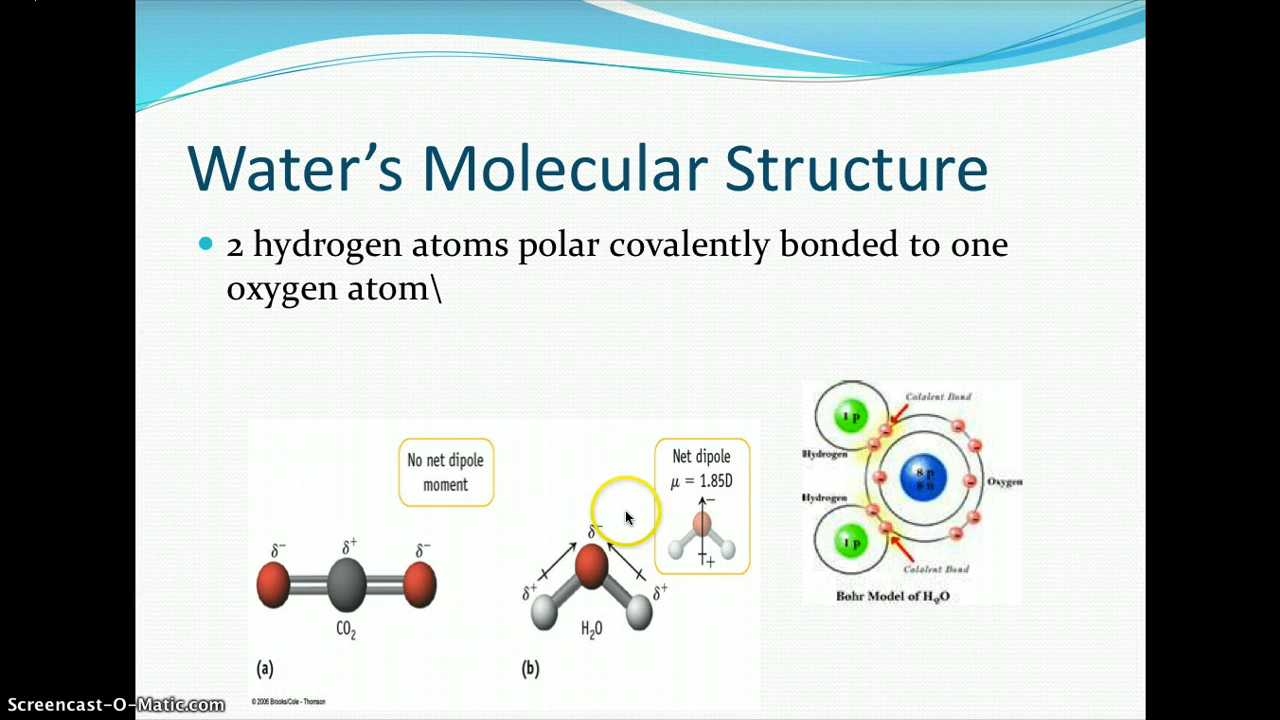 Water's Molecular Structure
• 2 hydrogen atoms polar covalently bonded to one
oxygen atom\
No net dipole
moment
δ− δ+ δ−
CO₂
(a)
© 2006 Brooks/Cole - Thomson
Net dipole
μ = 1.85D
−
+
δ−
δ+ δ+
H₂O
(b)
Colalent Bond
1 p
Hydrogen
8 p
8 n
Oxygen
Hydrogen
1 p
Colalent Bond
Bohr Model of H₂O
Screencast-O-Matic.com